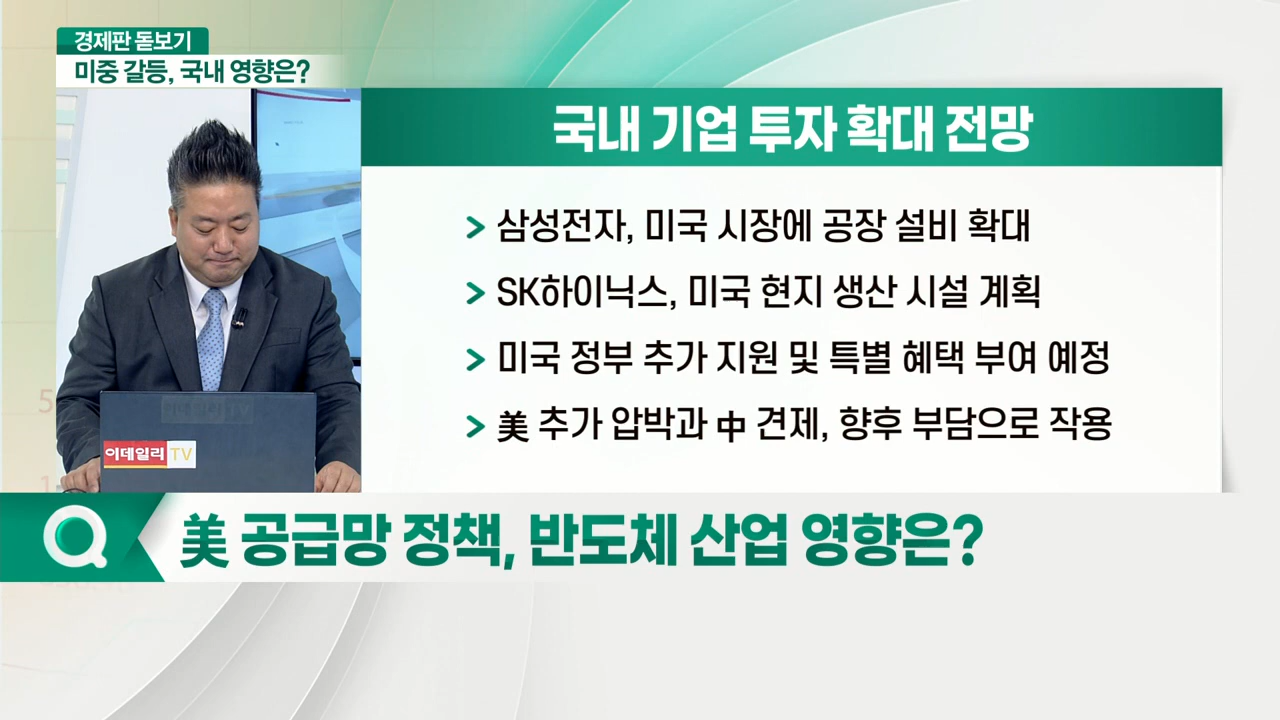 경제판 돋보기
미중 갈등, 국내 영향은?
국내 기업 투자 확대 전망
> 삼성전자, 미국 시장에 공장 설비 확대
> SK하이닉스, 미국 현지 생산 시설 계획
> 미국 정부 추가 지원 및 특별 혜택 부여 예정
> 美 추가 압박과 中 견제, 향후 부담으로 작용
이데일리 TV
이데일리TV
Q 美 공급망 정책, 반도체 산업 영향은?